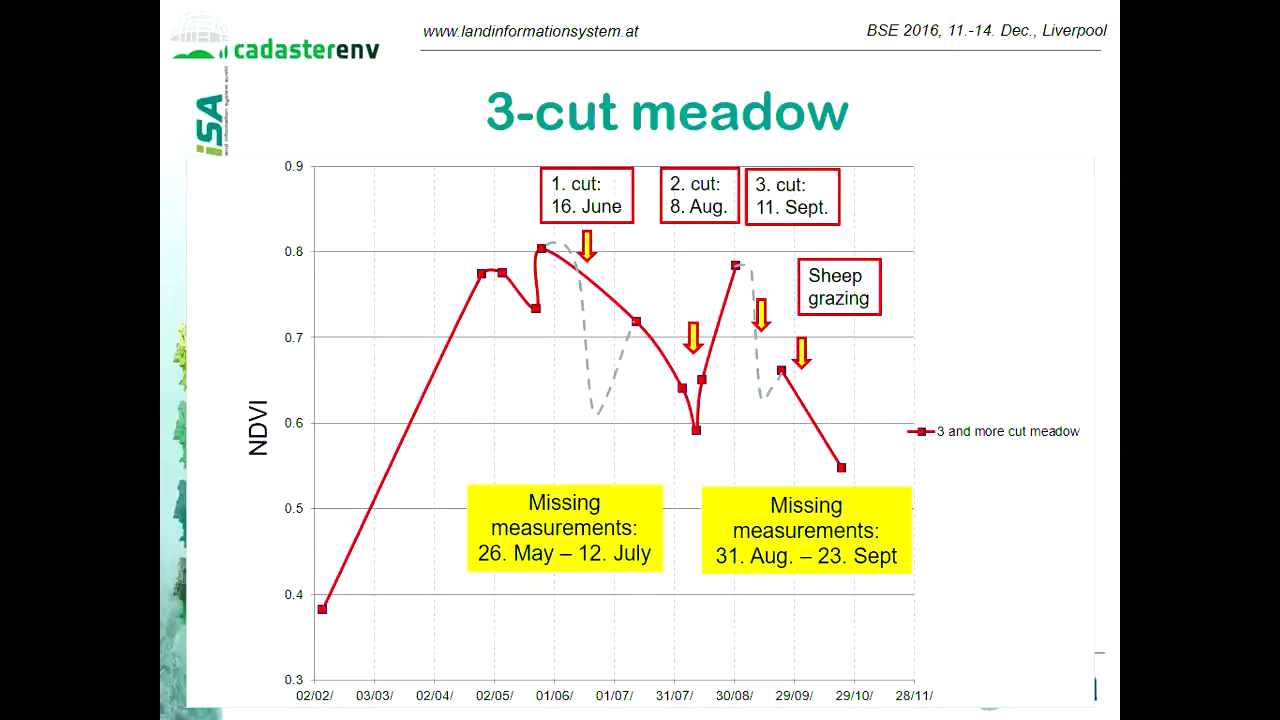 www.landinformationsystem.at
BSE 2016, 11.-14. Dec., Liverpool
cadasterenv
iSA
3-cut meadow
0.9
0.8
0.7
0.6
0.5
0.4
0.3
NDVI
1. cut:
16. June
2. cut:
8. Aug.
3. cut:
11. Sept.
Sheep
grazing
3 and more cut meadow
Missing
measurements:
26. May – 12. July
Missing
measurements:
31. Aug. – 23. Sept
02/02/
03/03/
02/04/
02/05/
01/06/
01/07/
31/07/
30/08/
29/09/
29/10/
28/11/